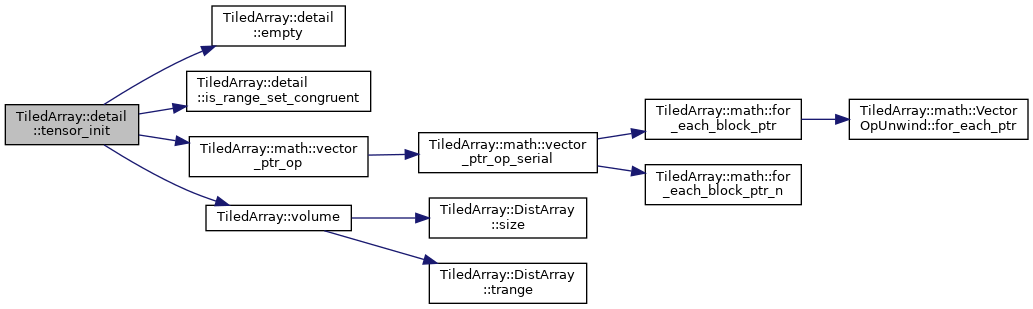 TiledArray::detail
::tensor_init
TiledArray::detail
::empty
TiledArray::detail
::is_range_set_congruent
TiledArray::math::vector
_ptr_op
TiledArray::volume
TiledArray::math::vector
_ptr_op_serial
TiledArray::DistArray
::size
TiledArray::DistArray
::trange
TiledArray::math::for
_each_block_ptr
TiledArray::math::for
_each_block_ptr_n
TiledArray::math::Vector
OpUnwind::for_each_ptr